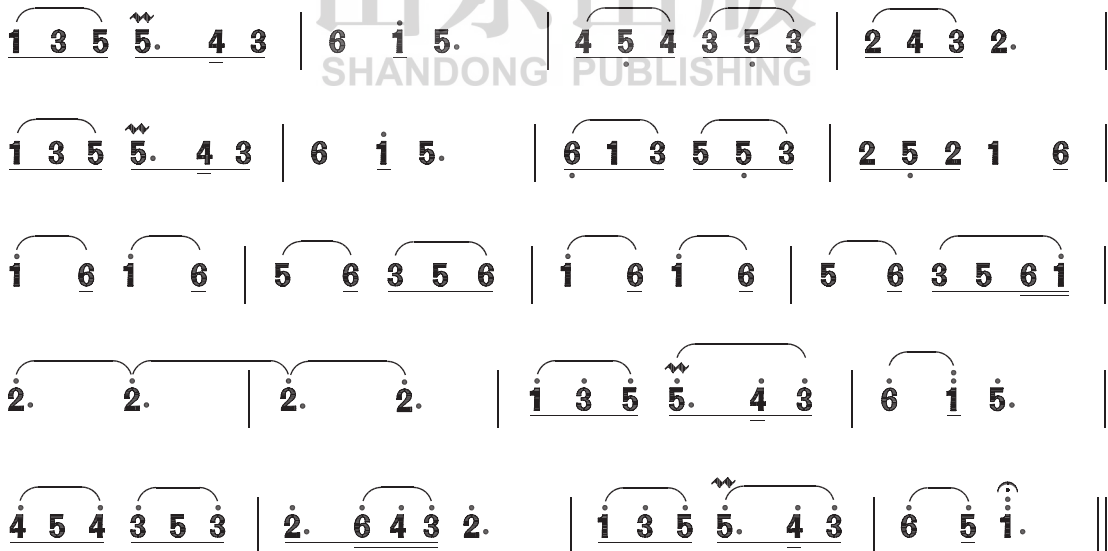 山东出版
SHANDONG PUBLISHING
1 3 5 5. 4 3 | 6 1̇ 5. | 4 5̣ 4 3 5̣ 3 | 2 4 3 2. |
1 3 5 5. 4 3 | 6 1̇ 5. | 6̣ 1 3 5 5̣ 3 | 2 5̣ 2 1 6 |
1̇ 6 1̇ 6 | 5 6 3 5 6 | 1̇ 6 1̇ 6 | 5 6 3 5 6 1̇ |
2̇. 2̇. | 2̇. 2̇. | 1̇ 3̇ 5̇ 5̇. 4̇ 3̇ | 6̇ 1̈ 5̇. |
4̇ 5 4̇ 3̇ 5 3̇ | 2̇. 6 4̇ 3̇ 2̇. | 1̇ 3̇ 5̇ 5̇. 4̇ 3̇ | 6̇ 5̇ 1̈. ‖